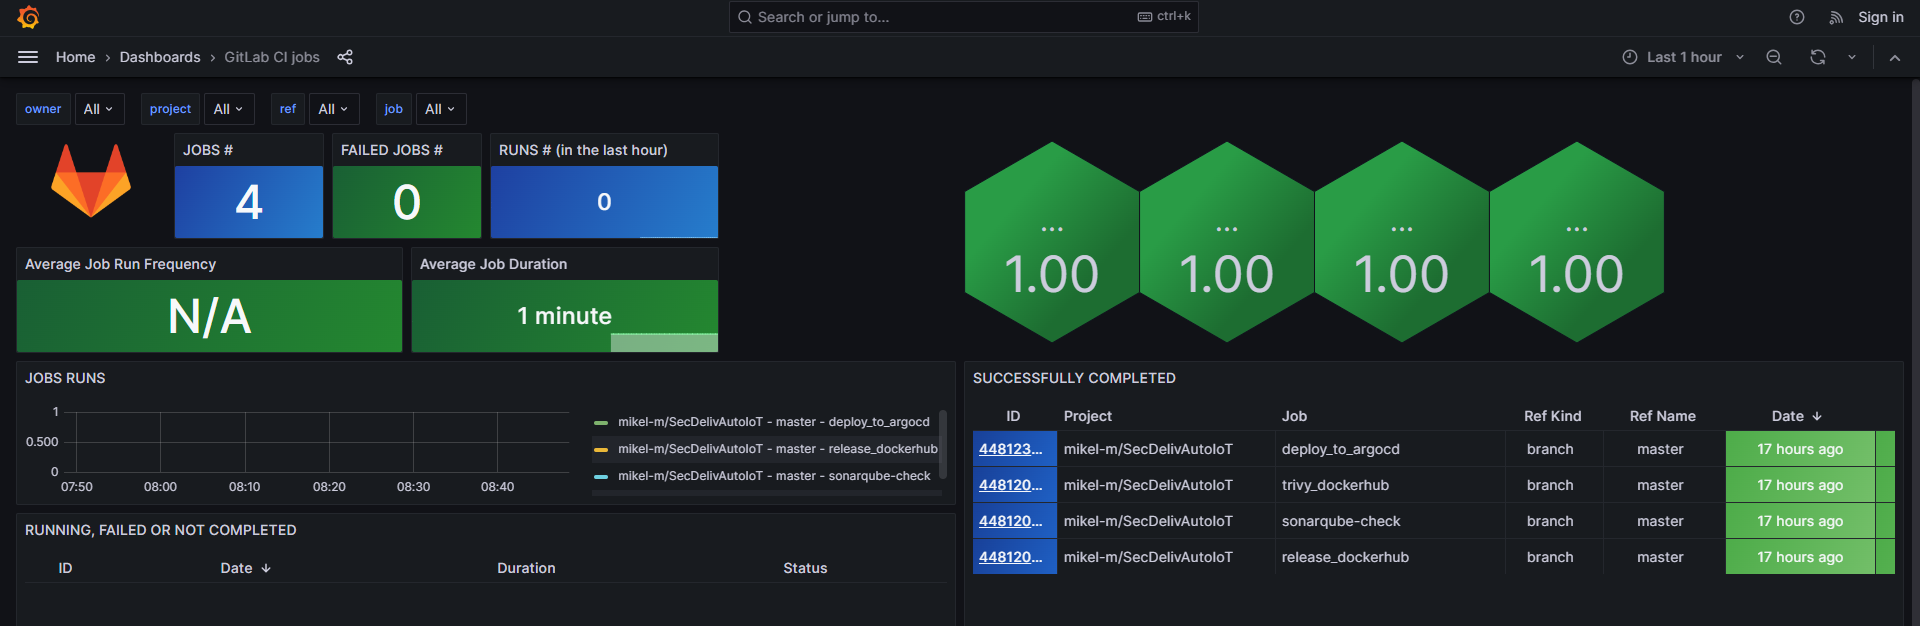 Search or jump to... ctrl+k Sign in
Home › Dashboards › GitLab CI jobs Last 1 hour
owner All project All ref All job All
JOBS # FAILED JOBS # RUNS # (in the last hour)
4 0 0
Average Job Run Frequency Average Job Duration
N/A 1 minute
... ... ... ...
1.00 1.00 1.00 1.00
JOBS RUNS
1
0.500
0
07:50 08:00 08:10 08:20 08:30 08:40
mikel-m/SecDelivAutoIoT - master - deploy_to_argocd
mikel-m/SecDelivAutoIoT - master - release_dockerhub
mikel-m/SecDelivAutoIoT - master - sonarqube-check
SUCCESSFULLY COMPLETED
ID Project Job Ref Kind Ref Name Date ↓
448123... mikel-m/SecDelivAutoIoT deploy_to_argocd branch master 17 hours ago
448120... mikel-m/SecDelivAutoIoT trivy_dockerhub branch master 17 hours ago
448120... mikel-m/SecDelivAutoIoT sonarqube-check branch master 17 hours ago
448120... mikel-m/SecDelivAutoIoT release_dockerhub branch master 17 hours ago
RUNNING, FAILED OR NOT COMPLETED
ID Date ↓ Duration Status